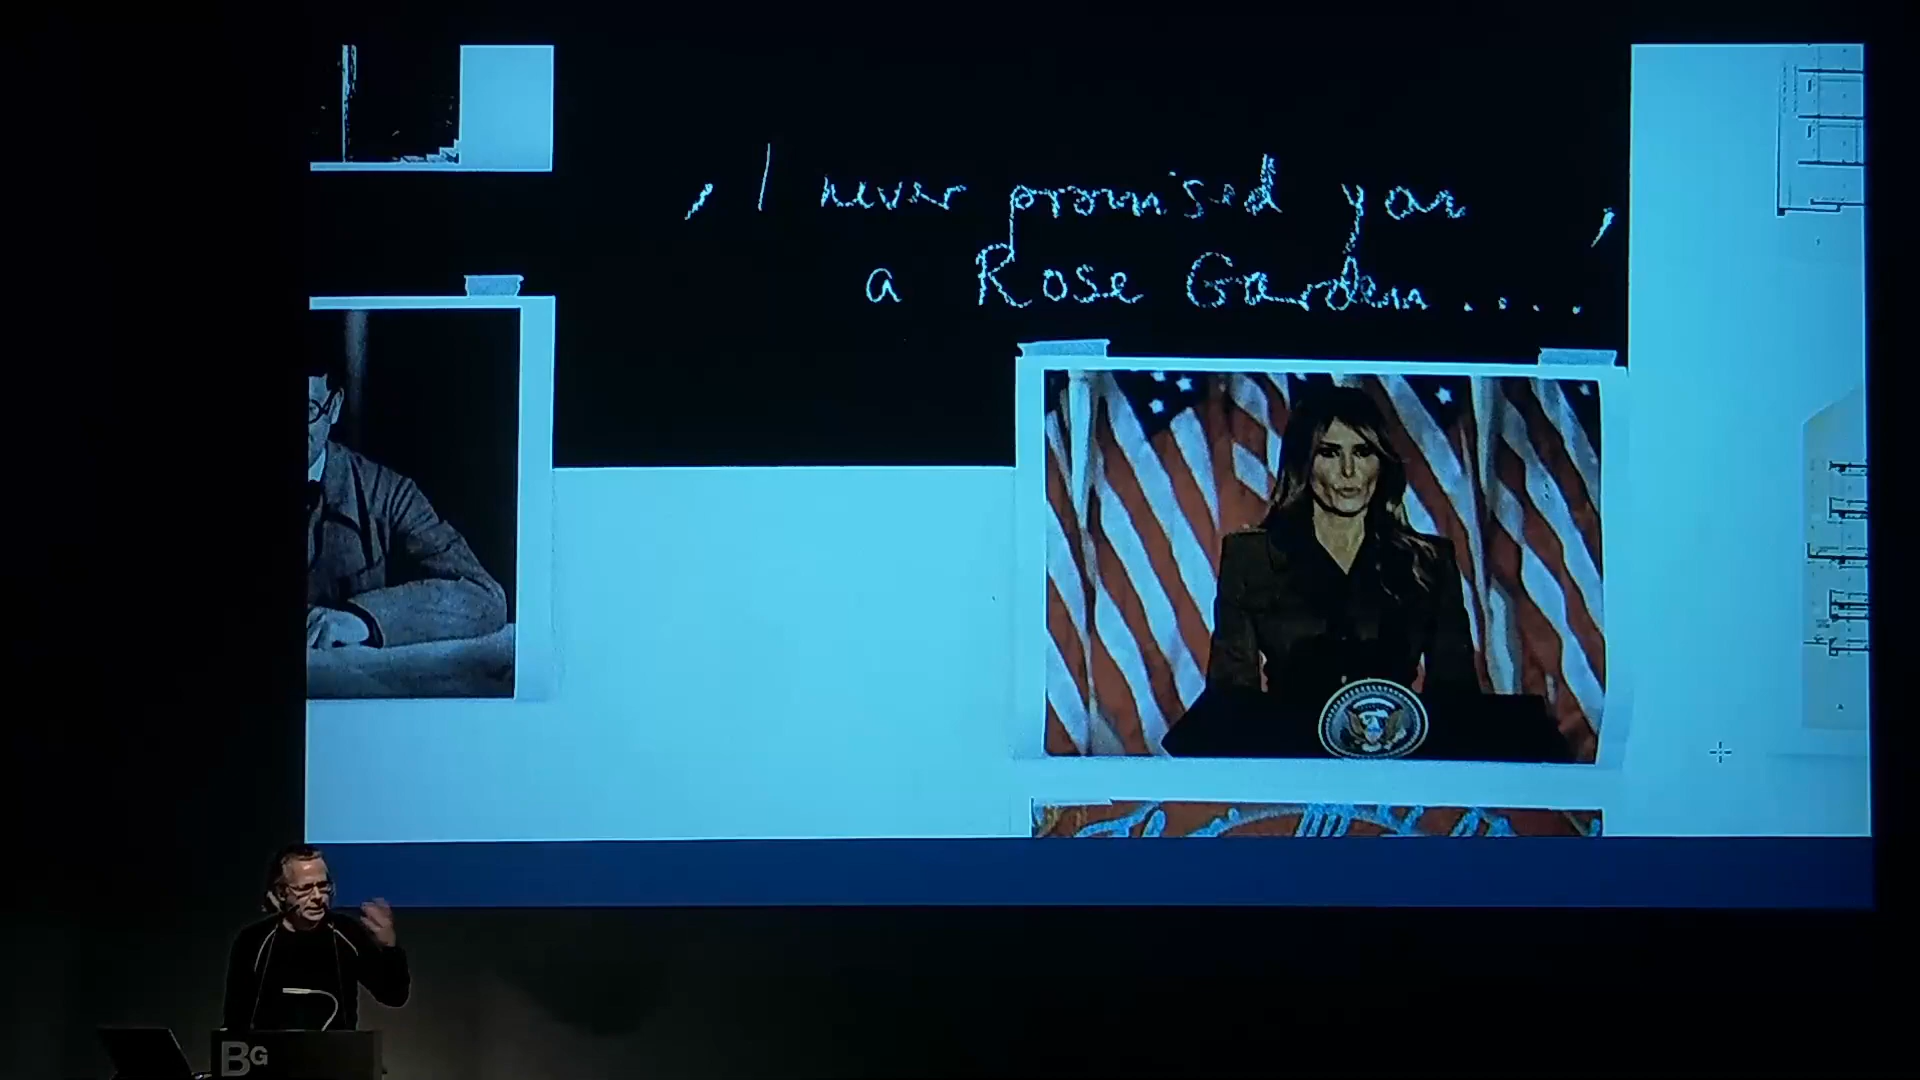 , I never promised you ,
a Rose Garden.....
BG